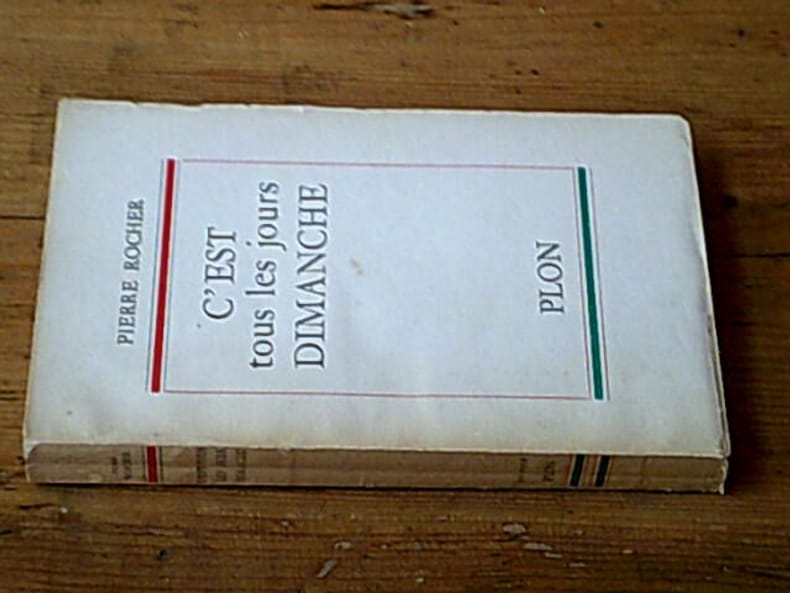 PIERRE ROCHER
C'EST
tous les jours
DIMANCHE
PLON